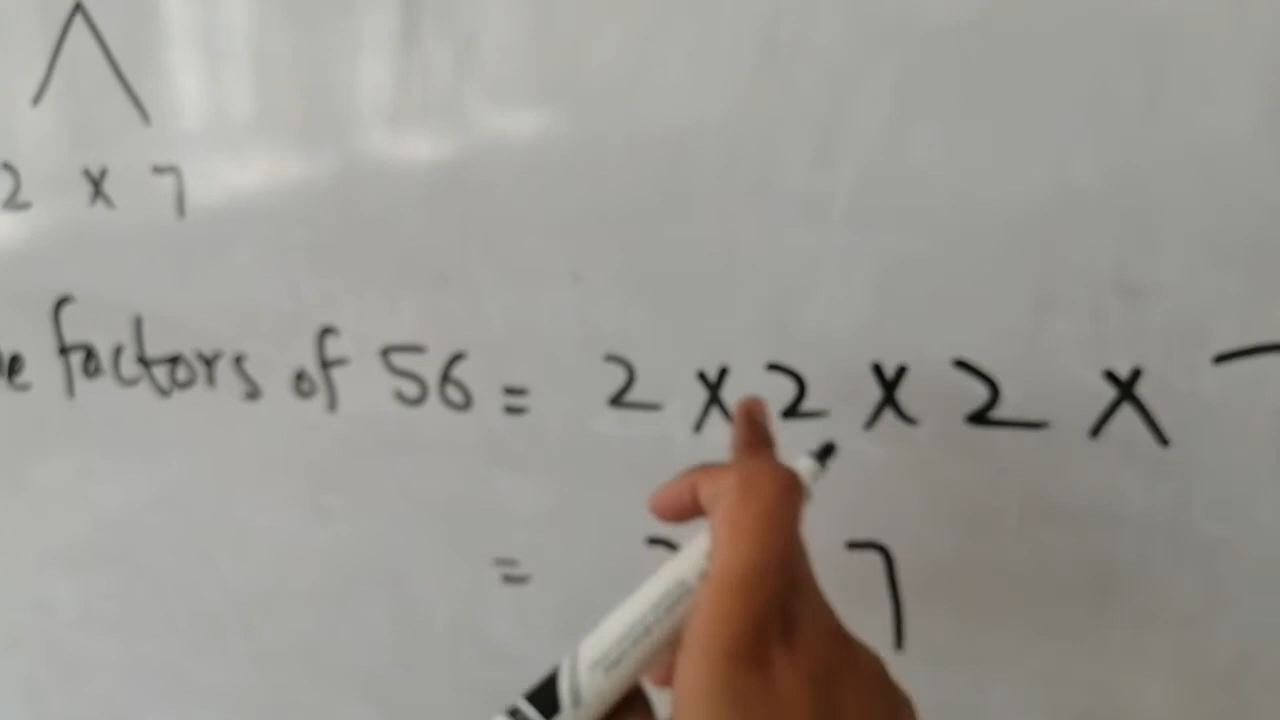 2 x 7
factors of 56 = 2 x 2 x 2 x 7
= 7